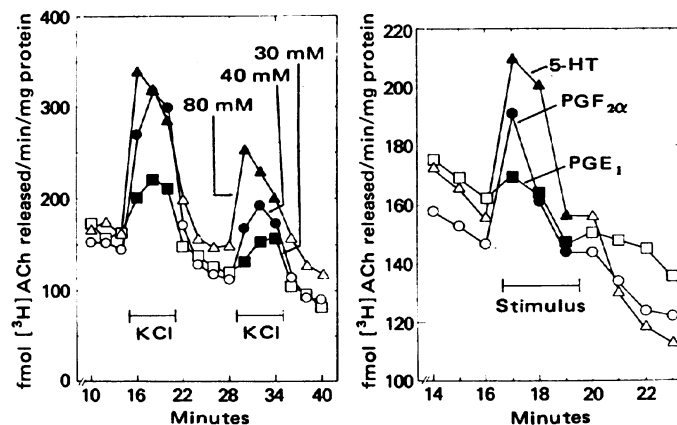 fmol [³H] ACh released/min/mg protein
400
300
200
100
0
80 mM
40 mM
30 mM
KCl
KCl
10 16 22 28 34 40
Minutes
fmol [³H] ACh released/min/mg protein
220
200
180
160
140
120
100
5-HT
PGF₂α
PGE₁
Stimulus
14 16 18 20 22
Minutes